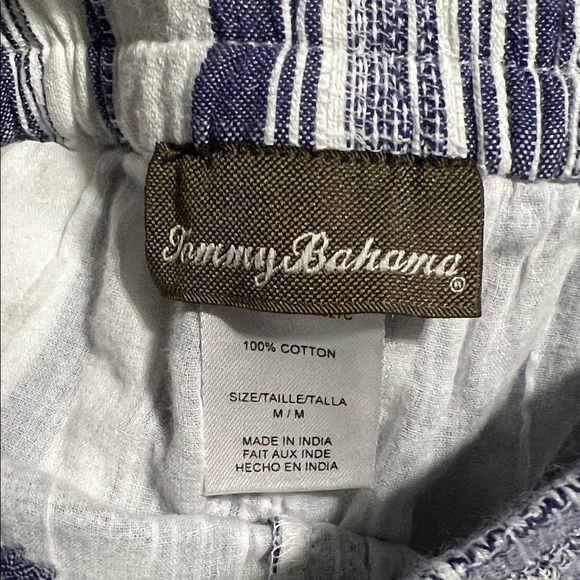 Tommy Bahama®
100% COTTON
SIZE/TAILLE/TALLA
M / M
MADE IN INDIA
FAIT AUX INDE
HECHO EN INDIA